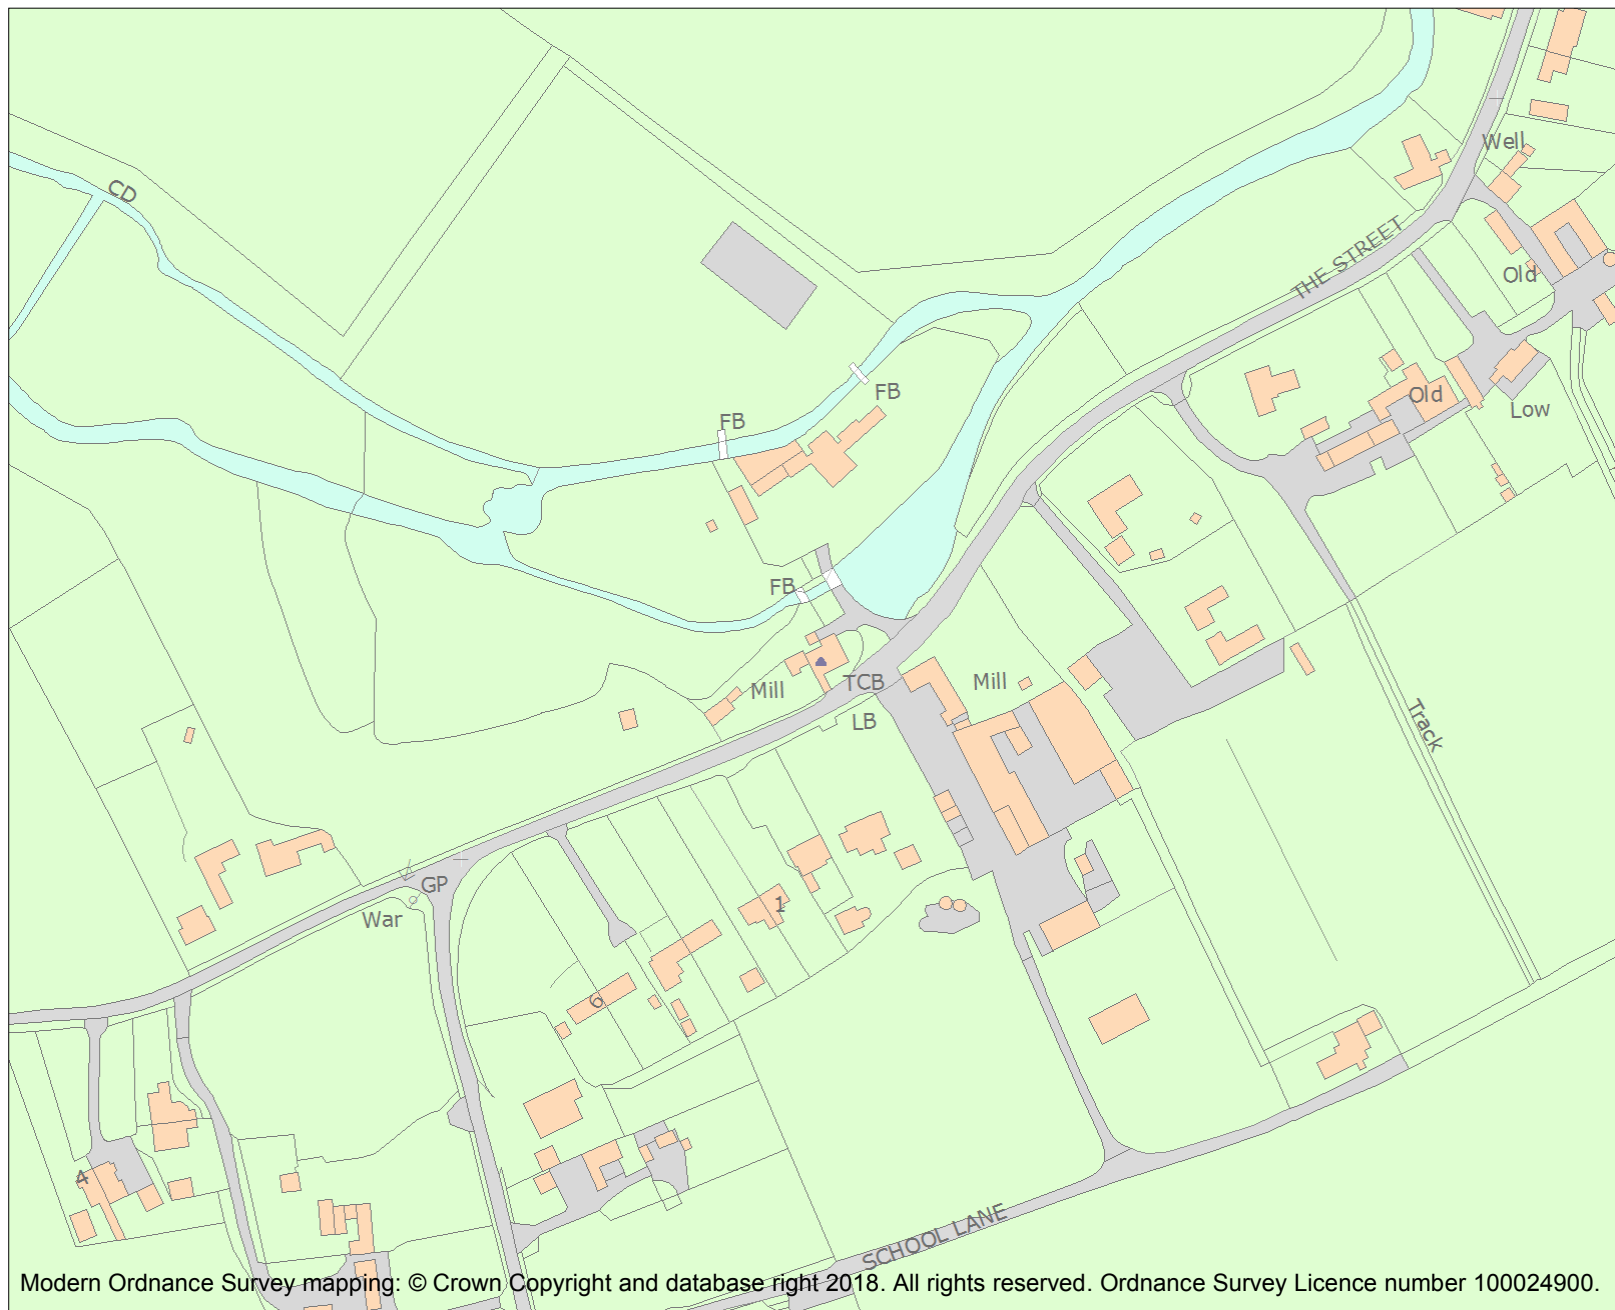 Well
CD
THE STREET
Old
FB
FB
Old
Low
FB
Mill
TCB
Mill
LB
Track
GP
War
1
6
4
SCHOOL LANE
Modern Ordnance Survey mapping: © Crown Copyright and database right 2018. All rights reserved. Ordnance Survey Licence number 100024900.